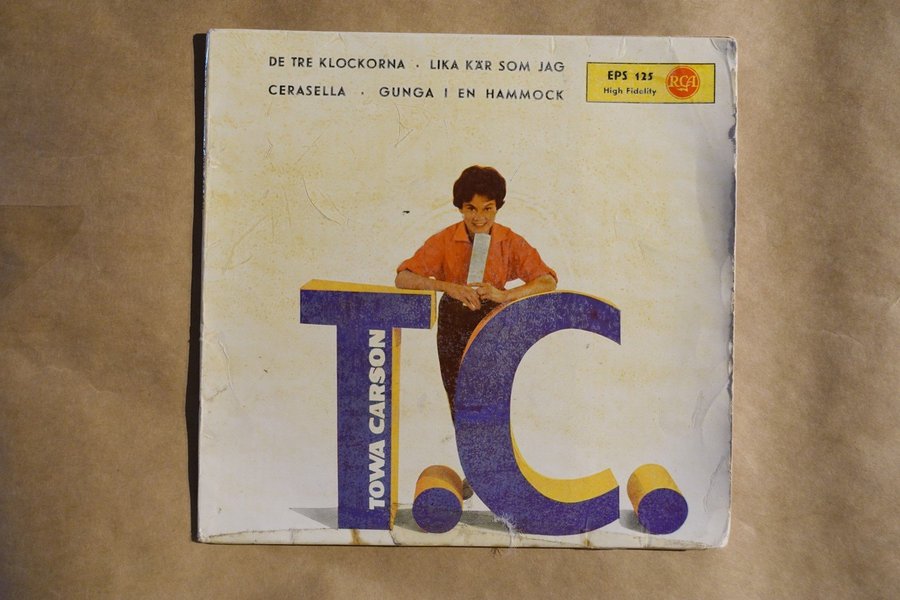 DE TRE KLOCKORNA · LIKA KÄR SOM JAG
CERASELLA · GUNGA I EN HAMMOCK
EPS 125
High Fidelity
RCA
T.C.
TOWA CARSON